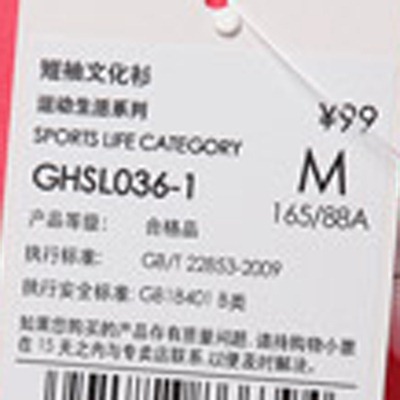 短袖文化衫
运动生活系列
¥99
SPORTS LIFE CATEGORY
GHSL036-1
M
165/88A
产品等级: 合格品
执行标准: GB/T 22853-2009
执行安全标准: GB18401 B类
如果您购买的产品存有质量问题,请持购物小票
在 15 天之内与专卖店联系,以便及时解决。